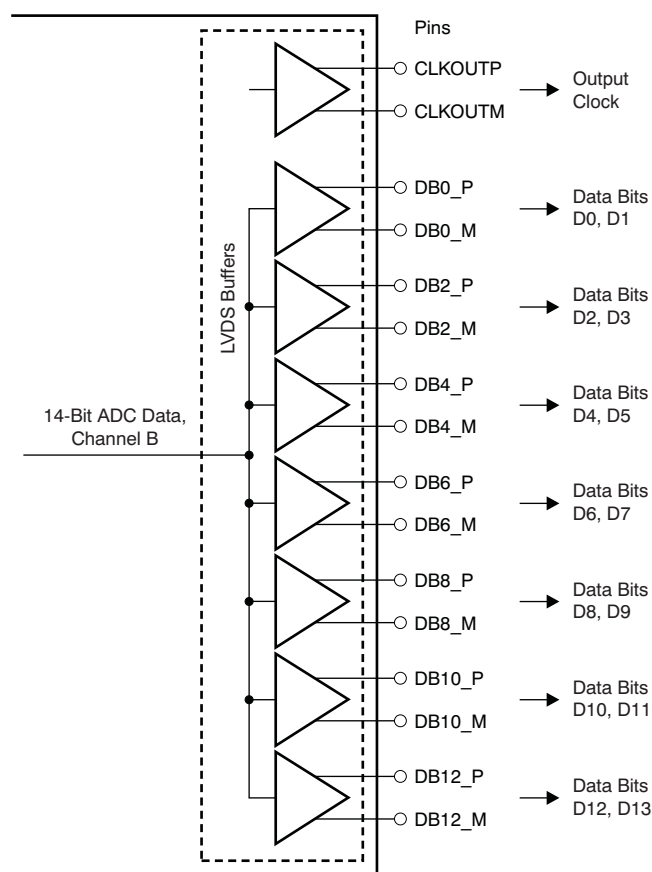 Pins
CLKOUTP
CLKOUTM
Output
Clock
DB0_P
DB0_M
Data Bits
D0, D1
LVDS Buffers
DB2_P
DB2_M
Data Bits
D2, D3
14-Bit ADC Data,
Channel B
DB4_P
DB4_M
Data Bits
D4, D5
DB6_P
DB6_M
Data Bits
D6, D7
DB8_P
DB8_M
Data Bits
D8, D9
DB10_P
DB10_M
Data Bits
D10, D11
DB12_P
DB12_M
Data Bits
D12, D13